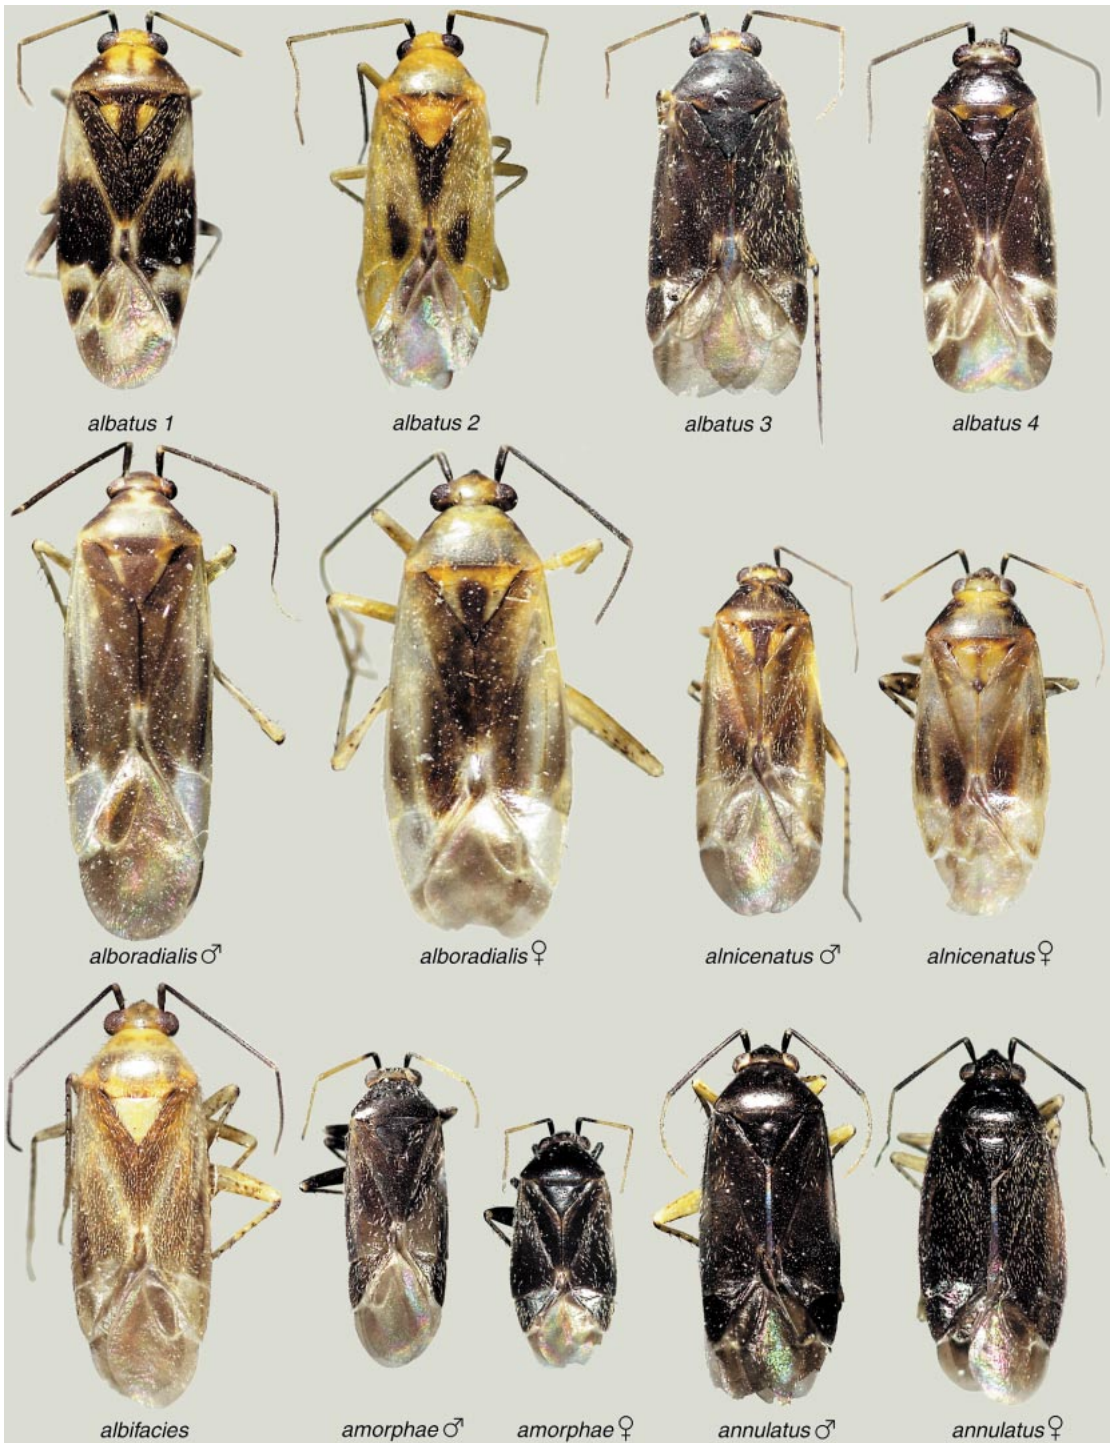 albatus 1 albatus 2 albatus 3 albatus 4
alboradialis ♂ alboradialis ♀ alnicenatus ♂ alnicenatus ♀
albifacies amorphae ♂ amorphae ♀ annulatus ♂ annulatus ♀